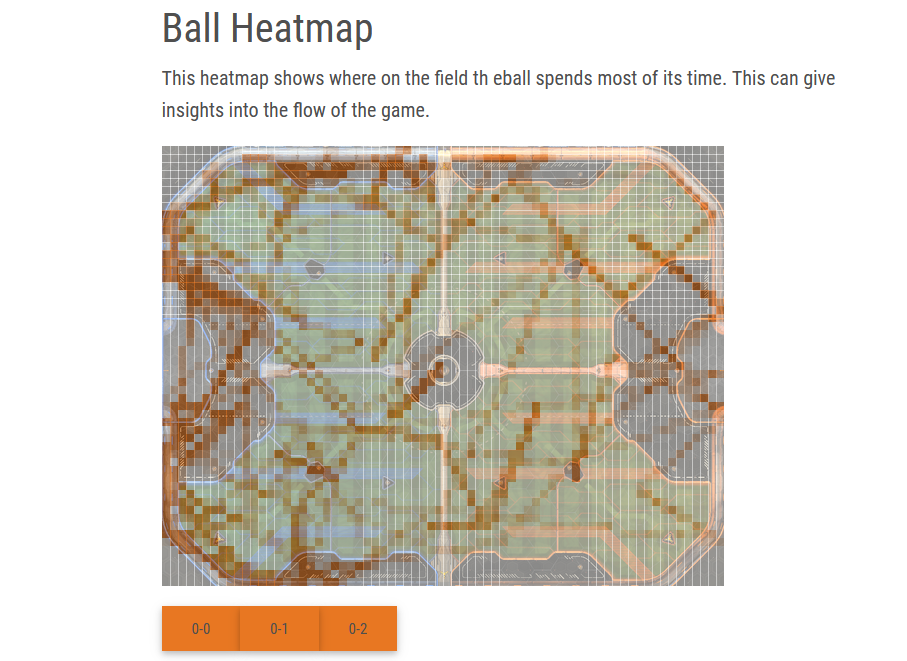 Ball Heatmap
This heatmap shows where on the field th eball spends most of its time. This can give
insights into the flow of the game.
0-0 0-1 0-2